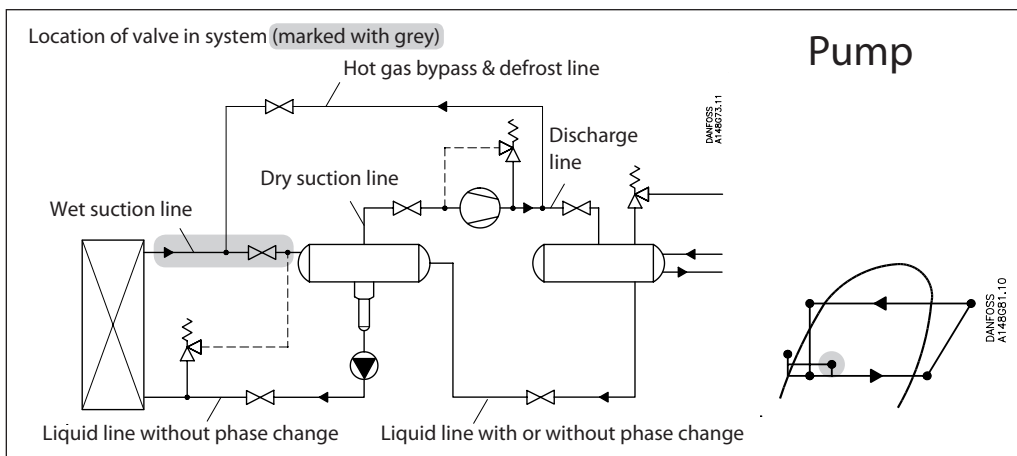 Location of valve in system (marked with grey)
Pump
Hot gas bypass & defrost line
DANFOSS
A148G73.11
Discharge
line
Dry suction line
Wet suction line
DANFOSS
A148G81.10
Liquid line without phase change
Liquid line with or without phase change